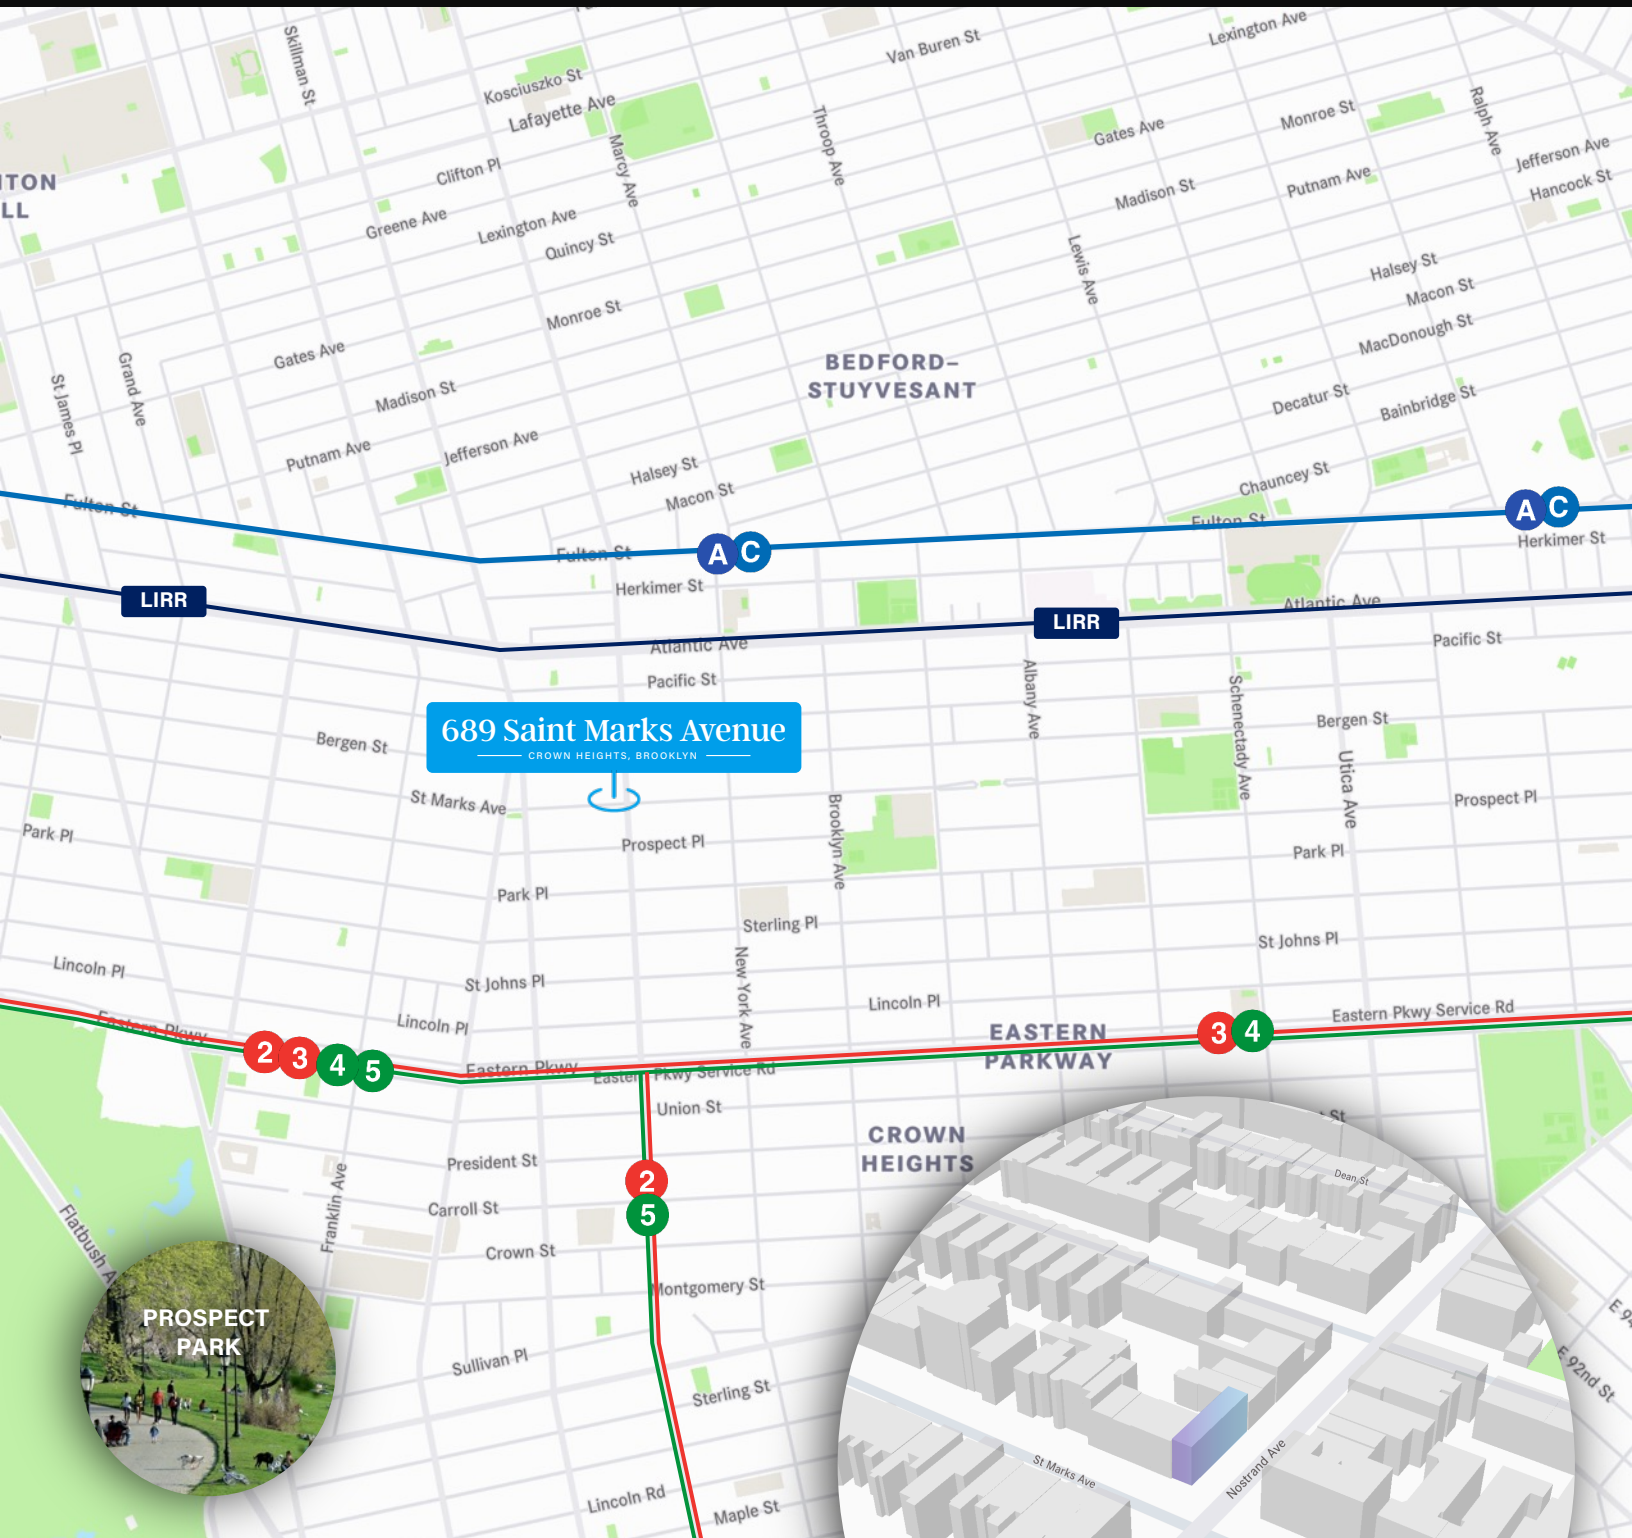 Skillman St
Kosciuszko St
Lafayette Ave
Van Buren St
Lexington Ave
Clifton Pl
Marcy Ave
Throop Ave
Gates Ave
Monroe St
Ralph Ave
Jefferson Ave
Hancock St
Madison St
Putnam Ave
Greene Ave
Lexington Ave
Quincy St
Lewis Ave
Halsey St
Macon St
MacDonough St
Monroe St
Gates Ave
Grand Ave
St James Pl
Madison St
BEDFORD–
STUYVESANT
Decatur St
Bainbridge St
Putnam Ave
Jefferson Ave
Halsey St
Macon St
Chauncey St
Fulton St
Fulton St
A C
Fulton St
A C
Herkimer St
Herkimer St
LIRR
LIRR
Atlantic Ave
Atlantic Ave
Pacific St
Pacific St
Albany Ave
Schenectady Ave
Bergen St
Utica Ave
689 Saint Marks Avenue
CROWN HEIGHTS, BROOKLYN
Bergen St
St Marks Ave
Prospect Pl
Brooklyn Ave
Prospect Pl
Park Pl
Park Pl
Park Pl
Sterling Pl
St Johns Pl
Lincoln Pl
St Johns Pl
New York Ave
Lincoln Pl
Lincoln Pl
Eastern Pkwy
2 3 4 5
Eastern Pkwy
Eastern Pkwy Service Rd
EASTERN
PARKWAY
3 4
Eastern Pkwy Service Rd
Union St
CROWN
HEIGHTS
President St
2
5
Carroll St
Franklin Ave
Flatbush A
Crown St
Montgomery St
Sullivan Pl
Sterling St
Lincoln Rd
Maple St
PROSPECT
PARK
Dean St
St Marks Ave
Nostrand Ave
E 92nd St